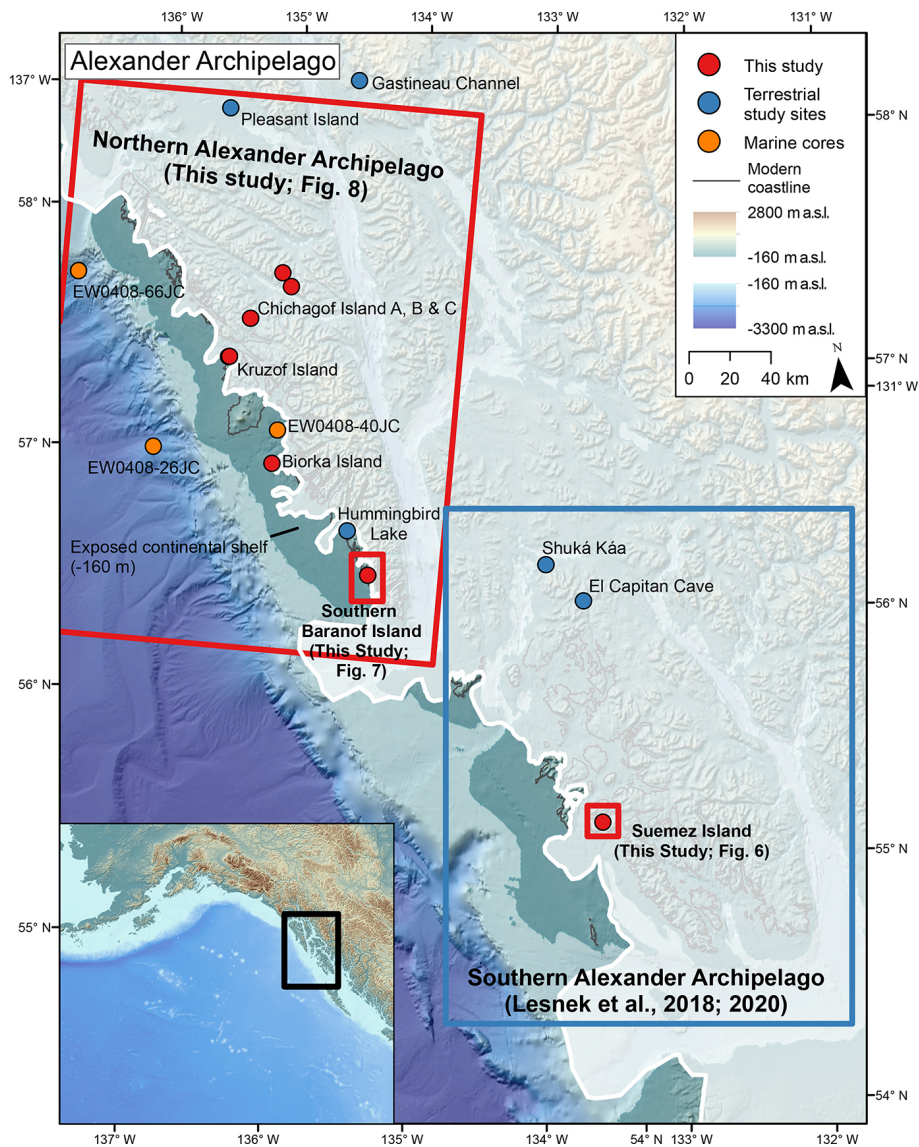 136° W
135° W
134° W
133° W
132° W
131° W
Alexander Archipelago
137° W
58° N
57° N
56° N
55° N
Gastineau Channel
Pleasant Island
Northern Alexander Archipelago
(This study; Fig. 8)
EW0408-66JC
Chichagof Island A, B & C
Kruzof Island
EW0408-40JC
EW0408-26JC
Biorka Island
Hummingbird
Lake
Exposed continental shelf
(-160 m)
Southern
Baranof Island
(This Study;
Fig. 7)
Shuká Káa
El Capitan Cave
Suemez Island
(This Study; Fig. 6)
Southern Alexander Archipelago
(Lesnek et al., 2018; 2020)
This study
Terrestrial
study sites
Marine cores
Modern
coastline
2800 m a.s.l.
-160 m a.s.l.
-160 m a.s.l.
-3300 m a.s.l.
N
0 20 40 km
58° N
57° N
131° W
56° N
55° N
54° N
137° W
136° W
135° W
134° W
54° N
133° W
132° W